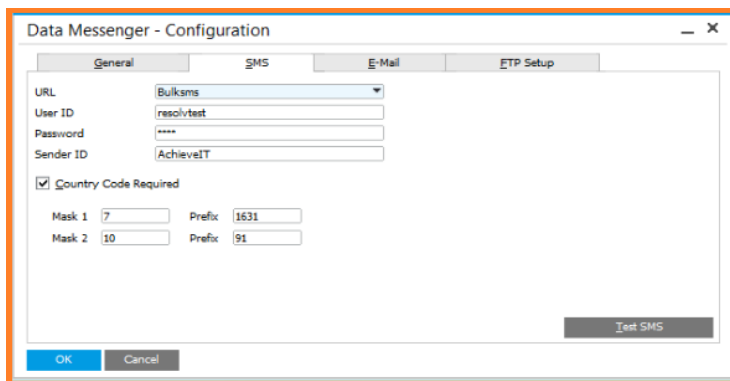 Data Messenger - Configuration
General SMS E-Mail FTP Setup
URL Bulksms
User ID resolvtest
Password ****
Sender ID AchieveIT
Country Code Required
Mask 1 7 Prefix 1631
Mask 2 10 Prefix 91
Test SMS
OK Cancel